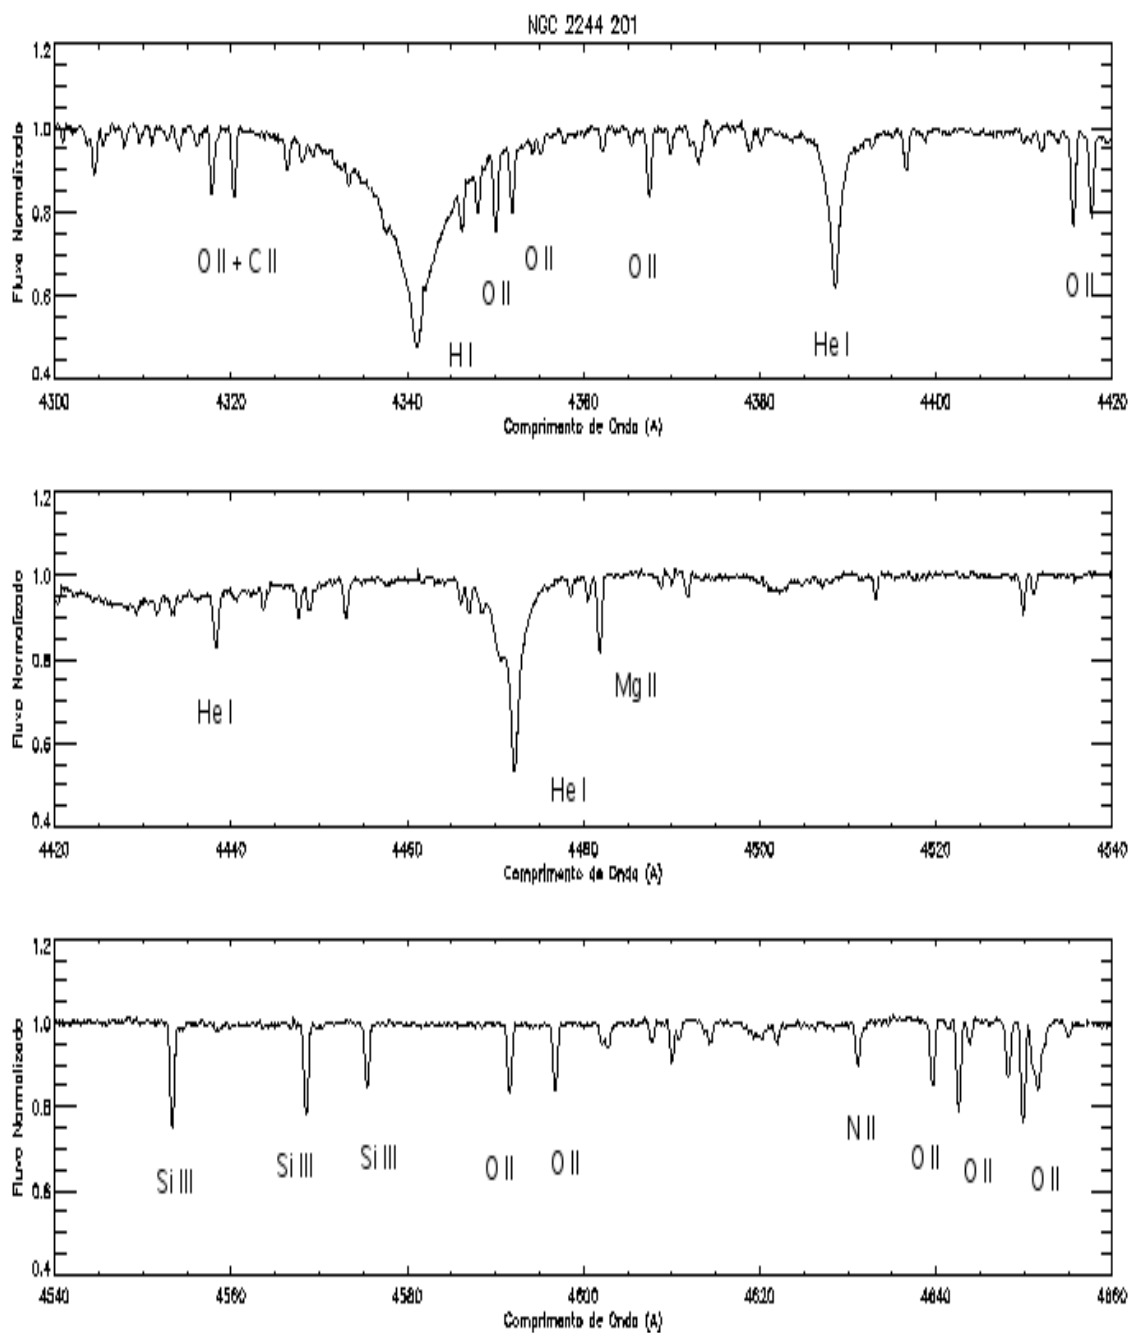 NGC 2244 201
1.2
1.0
0.8
0.6
0.4
Fluxo Normalizado
O II + C II
H I
O II
O II
O II
He I
O II
4300 4320 4340 4360 4380 4400 4420
Comprimento de Onda (A)
1.2
1.0
0.8
0.6
0.4
Fluxo Normalizado
He I
He I
Mg II
4420 4440 4460 4480 4500 4520 4540
Comprimento de Onda (A)
1.2
1.0
0.8
0.6
0.4
Fluxo Normalizado
Si III
Si III
Si III
O II
O II
N II
O II
O II
O II
4540 4560 4580 4600 4620 4640 4660
Comprimento de Onda (A)